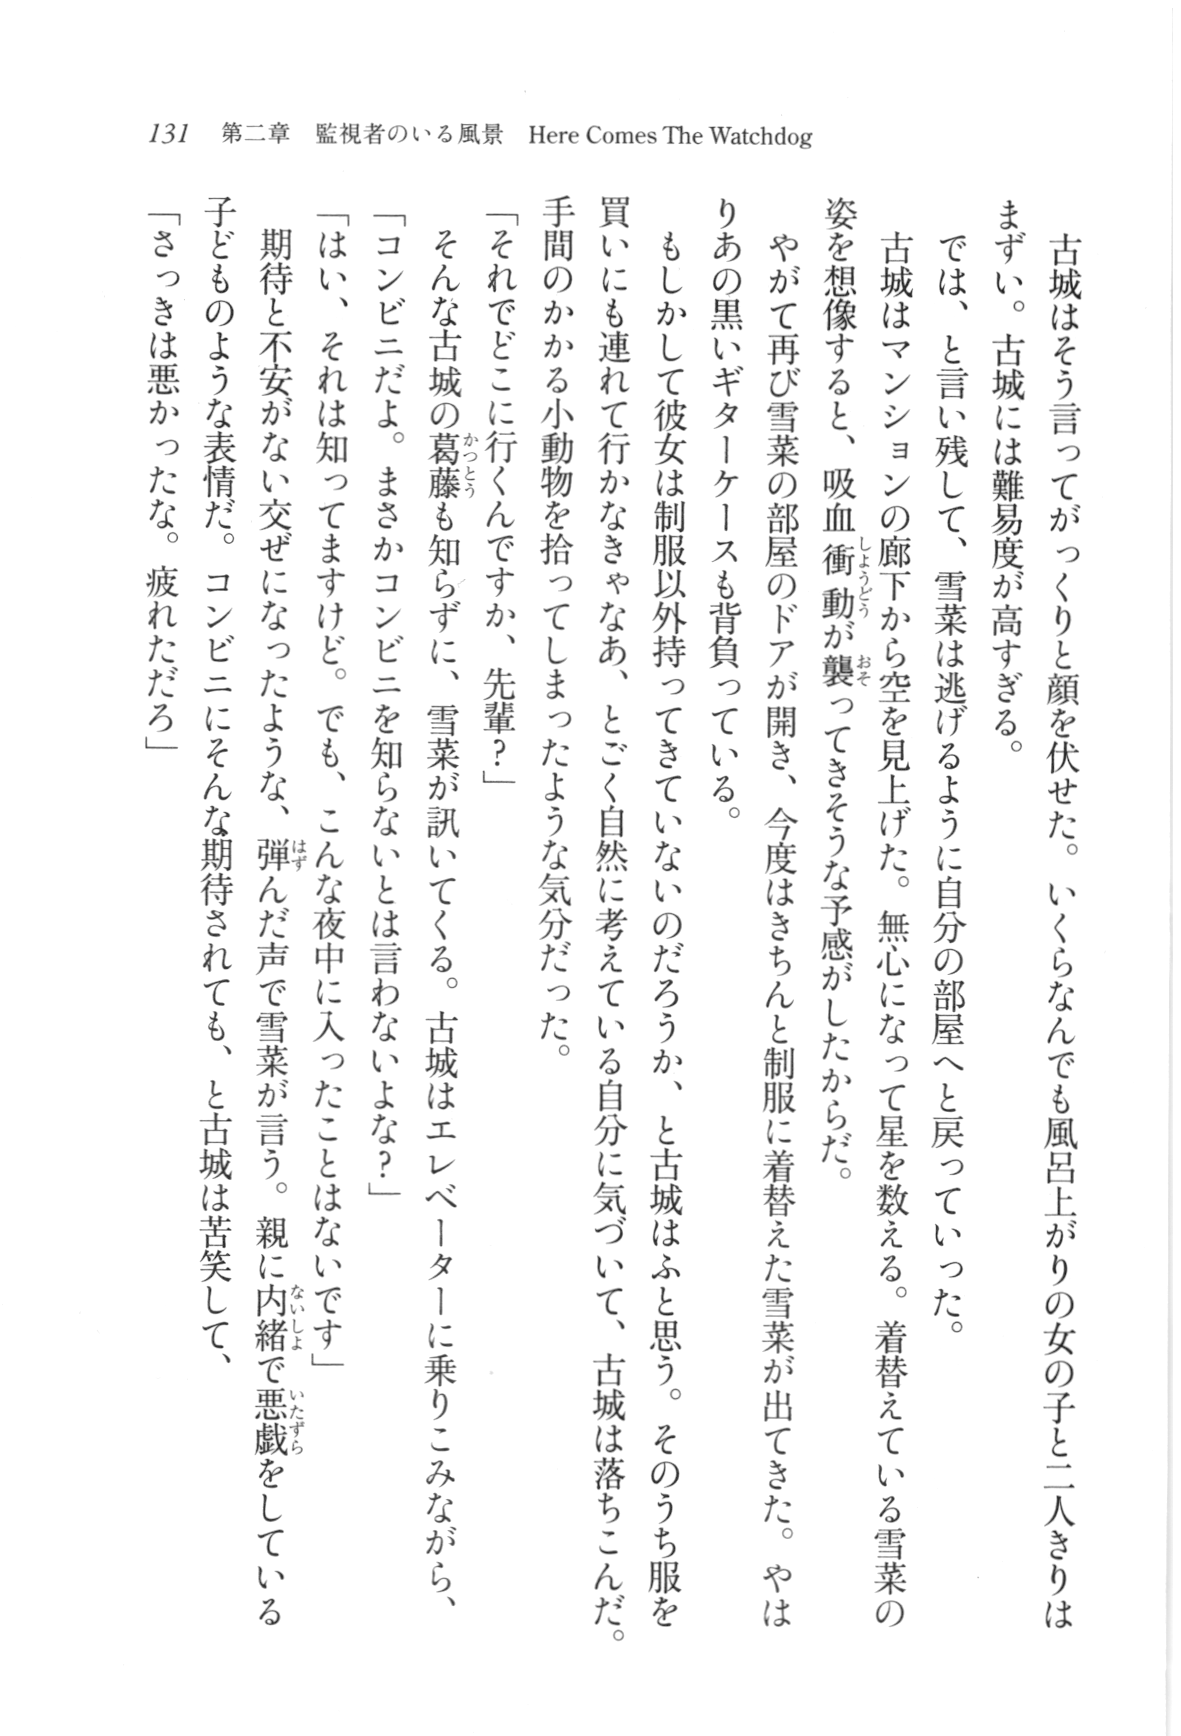 131 第二章　監視者のいる風景　Here Comes The Watchdog
　古城はそう言ってがっくりと顔を伏せた。いくらなんでも風呂上がりの女の子と二人きりは
まずい。古城には難易度が高すぎる。
　では、と言い残して、雪菜は逃げるように自分の部屋へと戻っていった。
　古城はマンションの廊下から空を見上げた。無心になって星を数える。着替えている雪菜の
姿を想像すると、吸血衝動が襲ってきそうな予感がしたからだ。
　やがて再び雪菜の部屋のドアが開き、今度はきちんと制服に着替えた雪菜が出てきた。やは
りあの黒いギターケースも背負っている。
　もしかして彼女は制服以外持ってきていないのだろうか、と古城はふと思う。そのうち服を
買いにも連れて行かなきゃなあ、とごく自然に考えている自分に気づいて、古城は落ちこんだ。
手間のかかる小動物を拾ってしまったような気分だった。
「それでどこに行くんですか、先輩？」
　そんな古城の葛藤も知らずに、雪菜が訊いてくる。古城はエレベーターに乗りこみながら、
「コンビニだよ。まさかコンビニを知らないとは言わないよな？」
「はい、それは知ってますけど。でも、こんな夜中に入ったことはないです」
　期待と不安がない交ぜになったような、弾んだ声で雪菜が言う。親に内緒で悪戯をしている
子どものような表情だ。コンビニにそんな期待されても、と古城は苦笑して、
「さっきは悪かったな。疲れただろ」